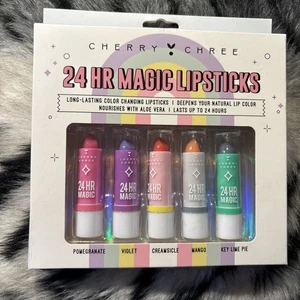 CHERRY CHREE
24 HR MAGIC LIPSTICKS
LONG-LASTING COLOR CHANGING LIPSTICKS | DEEPENS YOUR NATURAL LIP COLOR
NOURISHES WITH ALOE VERA | LASTS UP TO 24 HOURS
24 HR MAGIC
24 HR MAGIC
24 HR MAGIC
24 HR MAGIC
24 HR MAGIC
POMEGRANATE VIOLET CREAMSICLE MANGO KEY LIME PIE